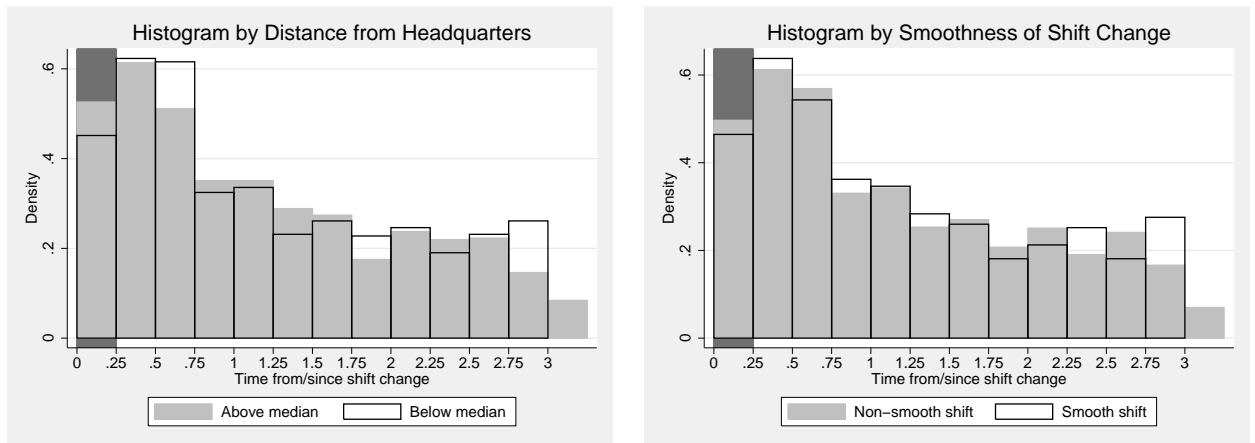 Histogram by Distance from Headquarters
Density
.6
.4
.2
0
0 .25 .5 .75 1 1.25 1.5 1.75 2 2.25 2.5 2.75 3
Time from/since shift change
Above median Below median
Histogram by Smoothness of Shift Change
Density
.6
.4
.2
0
0 .25 .5 .75 1 1.25 1.5 1.75 2 2.25 2.5 2.75 3
Time from/since shift change
Non−smooth shift Smooth shift